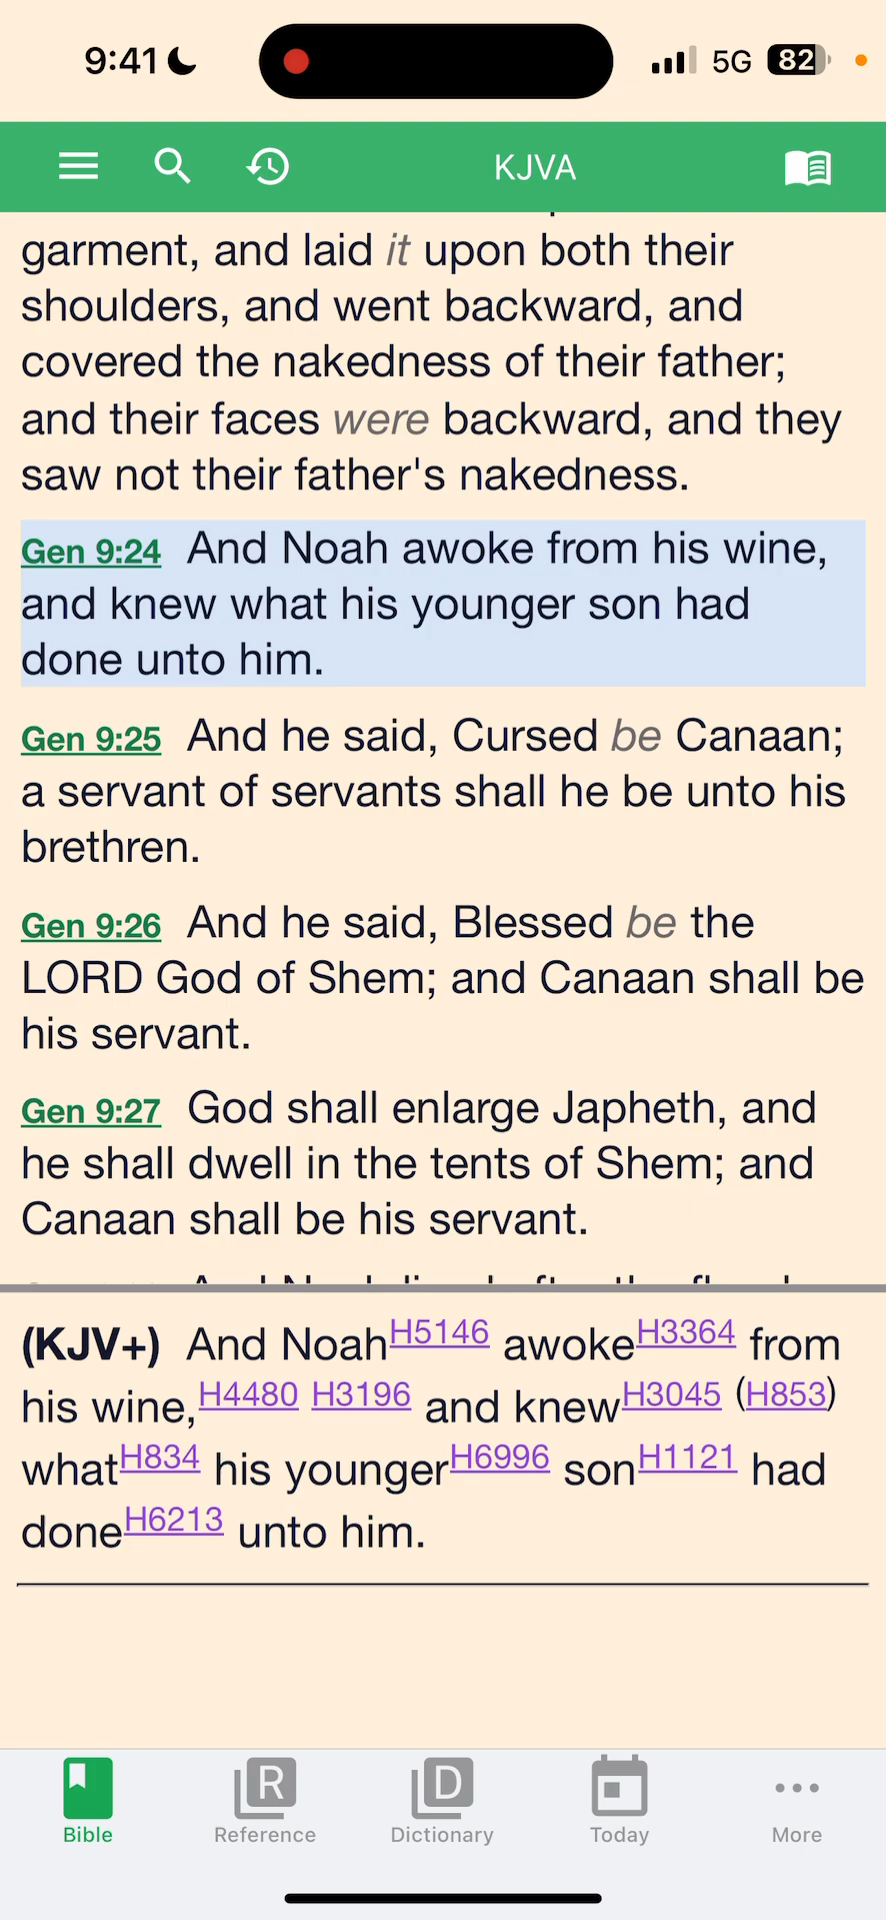 9:41
5G
82
KJVA
garment, and laid it upon both their
shoulders, and went backward, and
covered the nakedness of their father;
and their faces were backward, and they
saw not their father's nakedness.
Gen 9:24 And Noah awoke from his wine,
and knew what his younger son had
done unto him.
Gen 9:25 And he said, Cursed be Canaan;
a servant of servants shall he be unto his
brethren.
Gen 9:26 And he said, Blessed be the
LORD God of Shem; and Canaan shall be
his servant.
Gen 9:27 God shall enlarge Japheth, and
he shall dwell in the tents of Shem; and
Canaan shall be his servant.
(KJV+) And NoahH5146 awokeH3364 from
his wine,H4480 H3196 and knewH3045 (H853)
whatH834 his youngerH6996 sonH1121 had
doneH6213 unto him.
R
D
Bible
Reference
Dictionary
Today
More